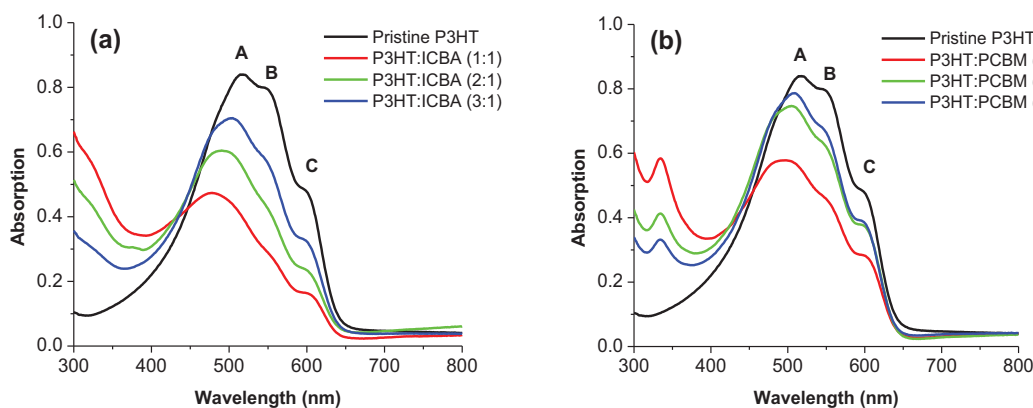 (a)
Pristine P3HT
P3HT:ICBA (1:1)
P3HT:ICBA (2:1)
P3HT:ICBA (3:1)
A
B
C
1.0
0.8
0.6
0.4
0.2
0.0
Absorption
300 400 500 600 700 800
Wavelength (nm)
(b)
Pristine P3HT
P3HT:PCBM (
P3HT:PCBM (
P3HT:PCBM (
A
B
C
1.0
0.8
0.6
0.4
0.2
0.0
Absorption
300 400 500 600 700 800
Wavelength (nm)